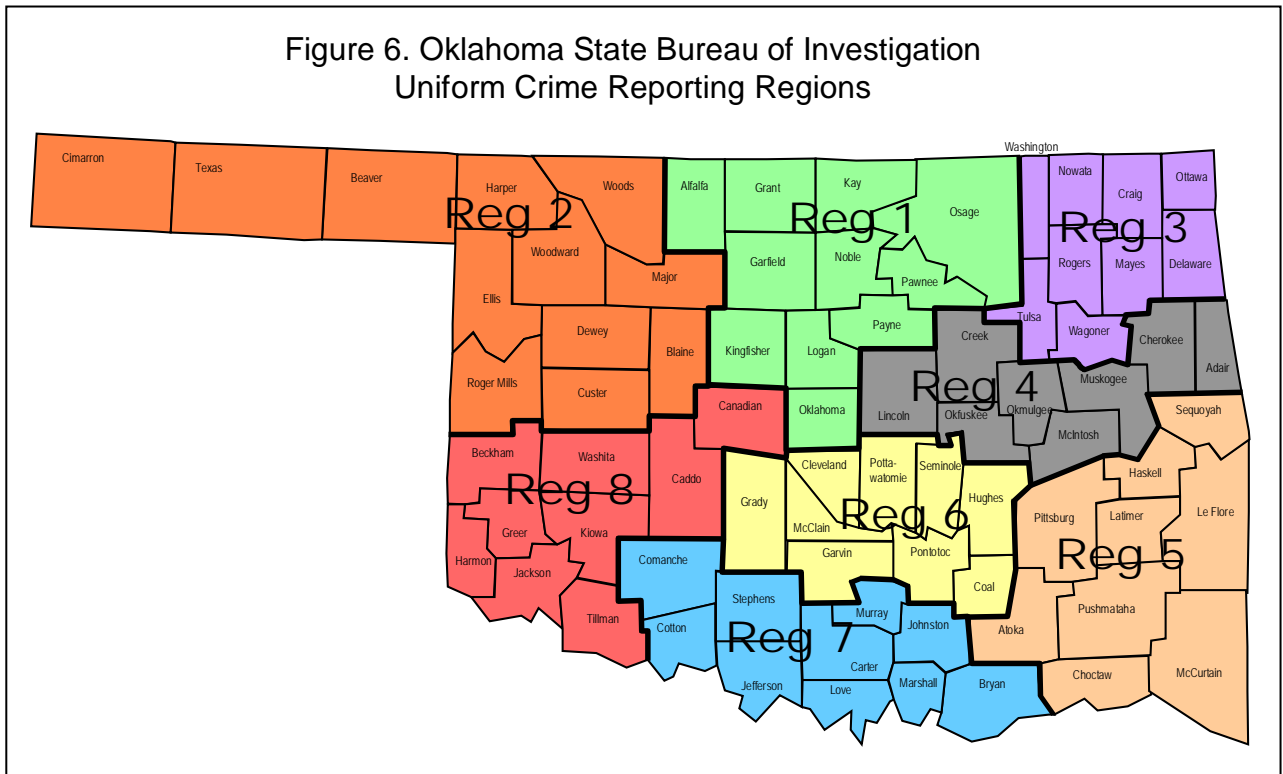 Figure 6. Oklahoma State Bureau of Investigation
Uniform Crime Reporting Regions
Washington
Cimarron
Texas
Beaver
Harper
Woods
Alfalfa
Grant
Kay
Osage
Nowata
Craig
Ottawa
Reg 2
Reg 1
Reg 3
Woodward
Major
Garfield
Noble
Pawnee
Rogers
Mayes
Delaware
Ellis
Dewey
Blaine
Kingfisher
Logan
Payne
Creek
Tulsa
Wagoner
Cherokee
Adair
Roger Mills
Custer
Canadian
Oklahoma
Lincoln
Reg 4
Okfuskee
Okmulgee
Muskogee
McIntosh
Sequoyah
Beckham
Washita
Caddo
Reg 8
Grady
Cleveland
Potta-
watomie
Seminole
Hughes
Reg 6
McClain
Haskell
Pittsburg
Latimer
Le Flore
Reg 5
Greer
Kiowa
Harmon
Jackson
Tillman
Comanche
Garvin
Pontotoc
Coal
Stephens
Murray
Johnston
Atoka
Pushmataha
Cotton
Reg 7
Carter
Jefferson
Love
Marshall
Bryan
Choctaw
McCurtain